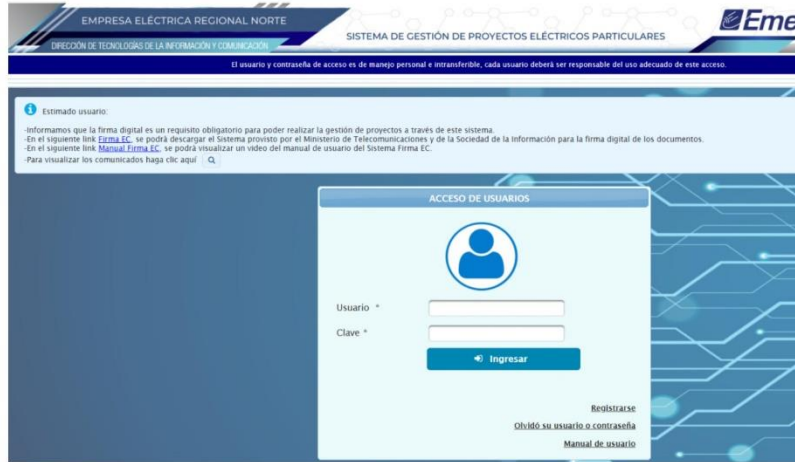 EMPRESA ELÉCTRICA REGIONAL NORTE
DIRECCIÓN DE TECNOLOGÍAS DE LA INFORMACIÓN Y COMUNICACIÓN
SISTEMA DE GESTIÓN DE PROYECTOS ELÉCTRICOS PARTICULARES
Eme
El usuario y contraseña de acceso es de manejo personal e intransferible, cada usuario deberá ser responsable del uso adecuado de este acceso.
Estimado usuario:
-Informamos que la firma digital es un requisito obligatorio para poder realizar la gestión de proyectos a través de este sistema.
-En el siguiente link Firma EC, se podrá descargar el Sistema provisto por el Ministerio de Telecomunicaciones y de la Sociedad de la Información para la firma digital de los documentos.
-En el siguiente link Manual Firma EC, se podrá visualizar un video del manual de usuario del Sistema Firma EC.
-Para visualizar los comunicados haga clic aquí
ACCESO DE USUARIOS
Usuario *
Clave *
Ingresar
Registrarse
Olvidó su usuario o contraseña
Manual de usuario